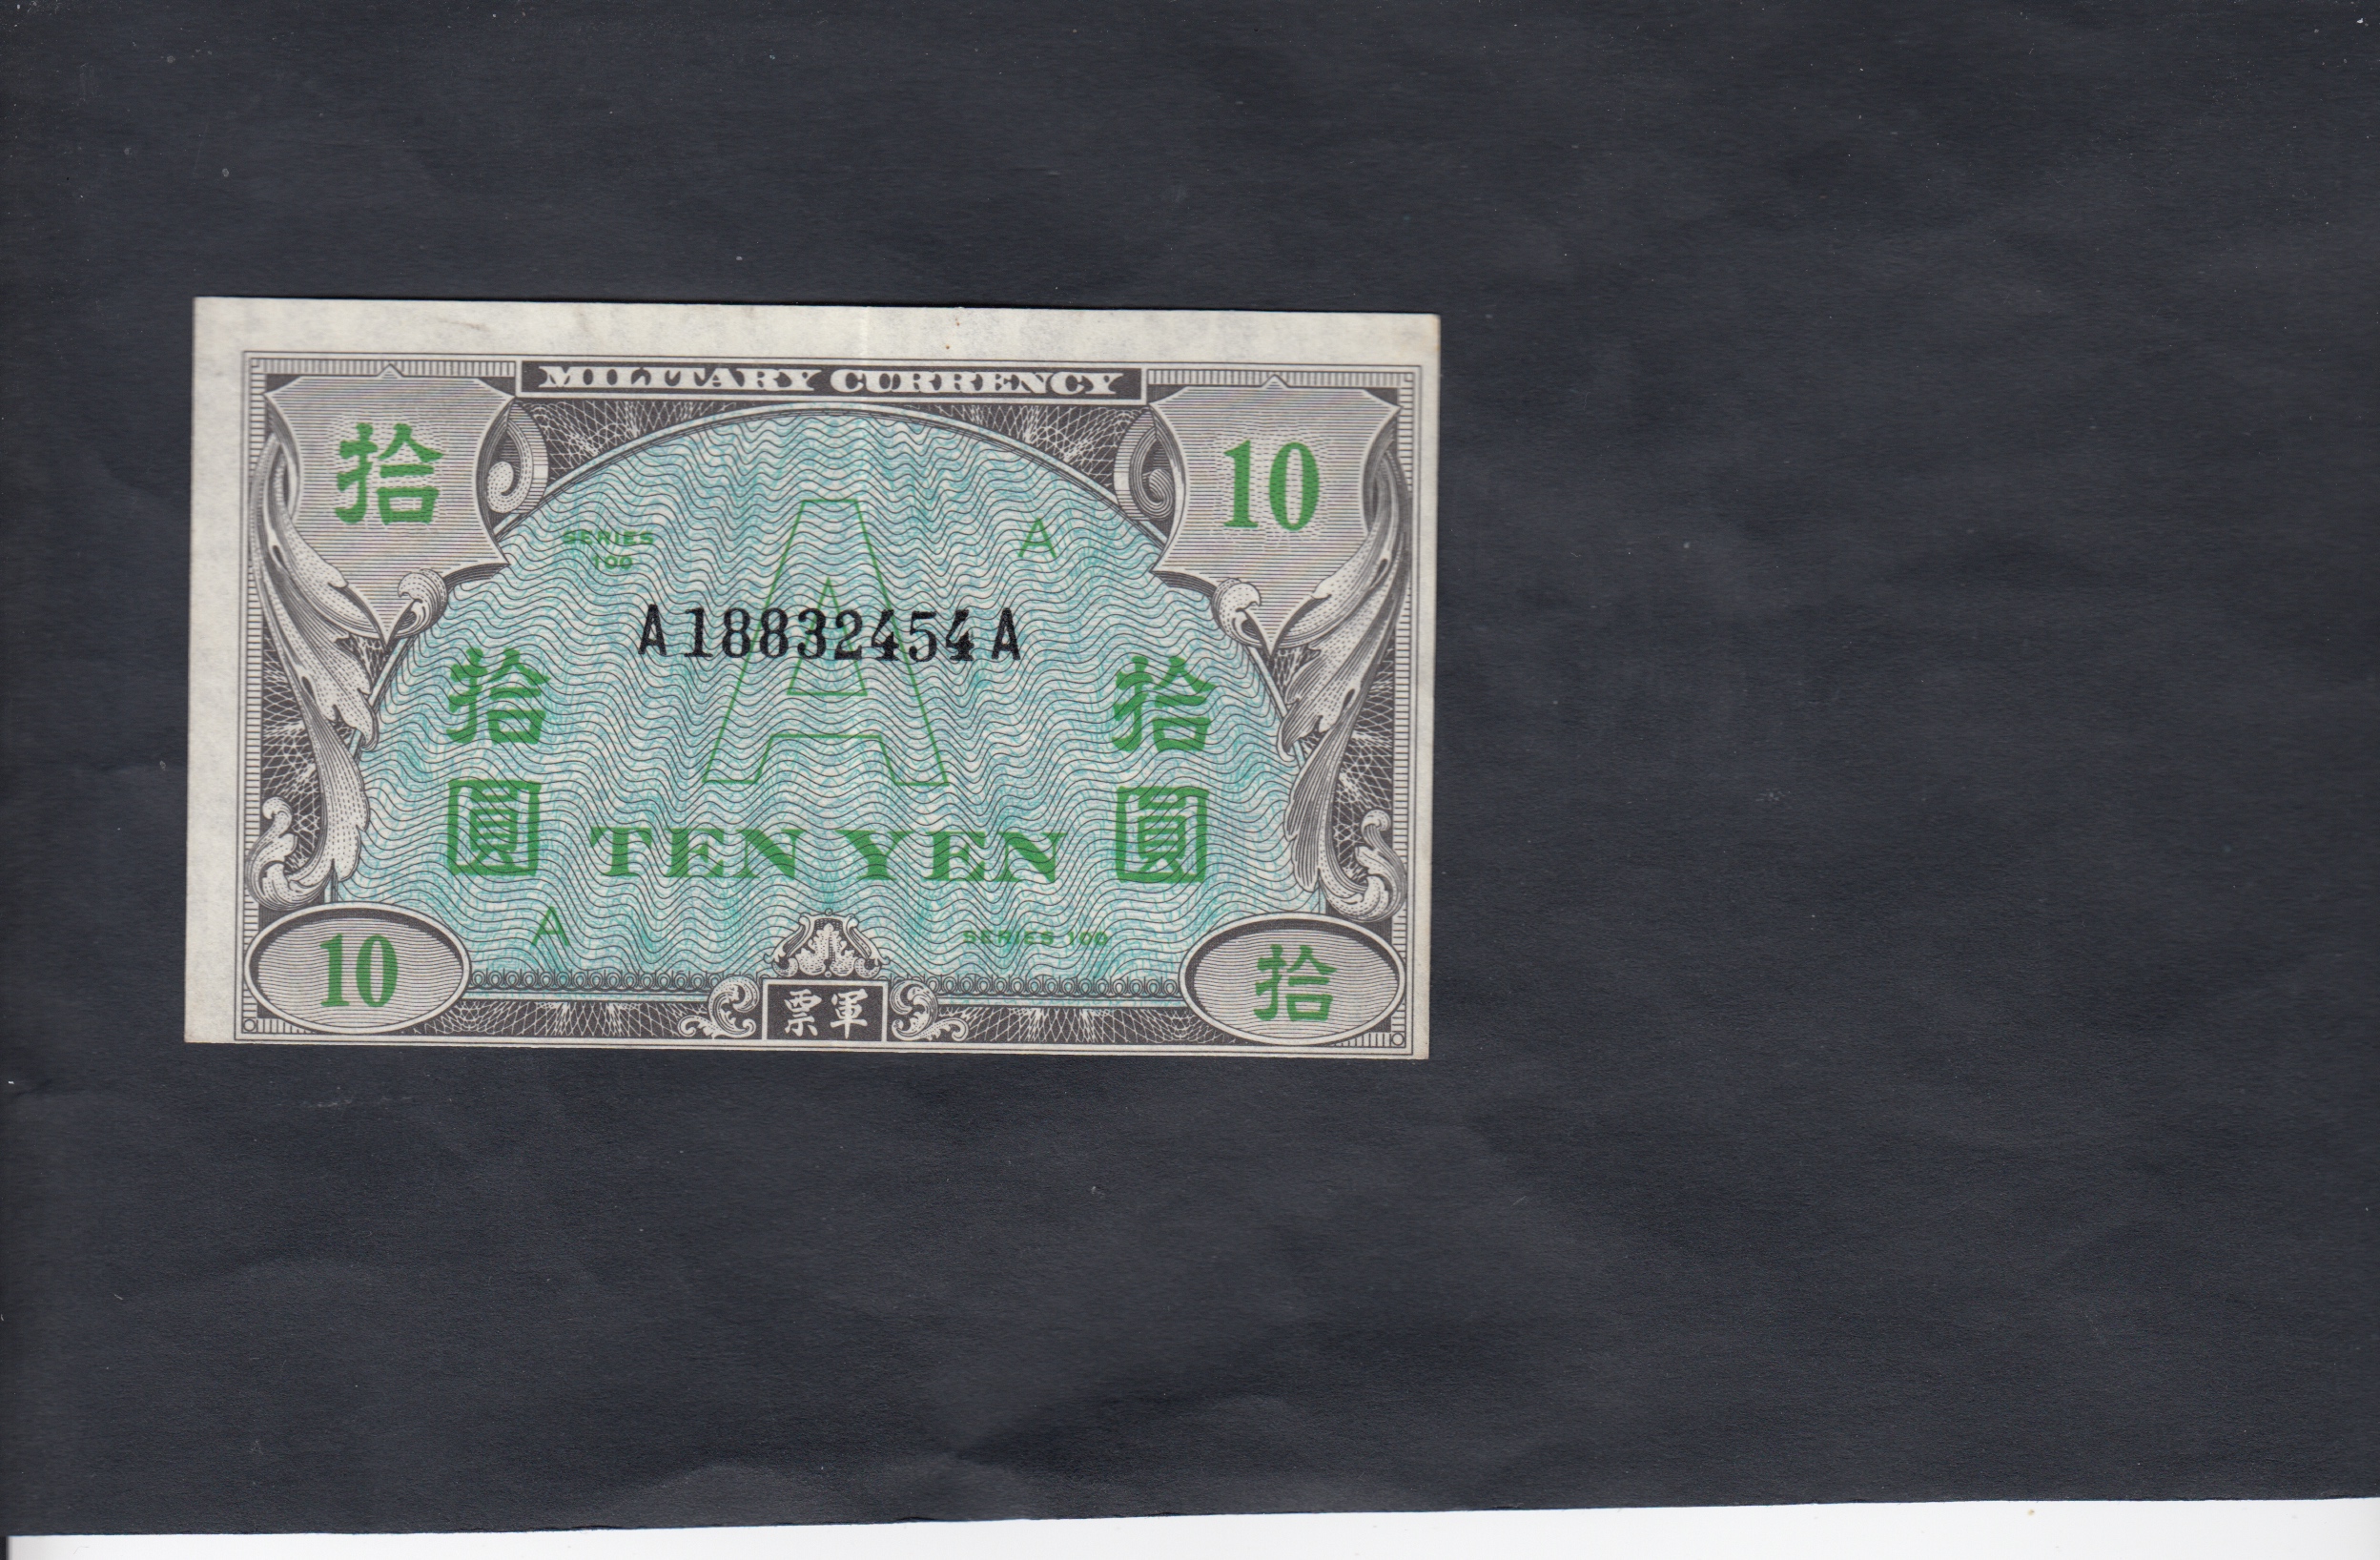 MILITARY CURRENCY
拾
10
SERIES
100
A
A
A18832454A
拾
圓
拾
圓
TEN YEN
A
SERIES 100
10
票軍
拾